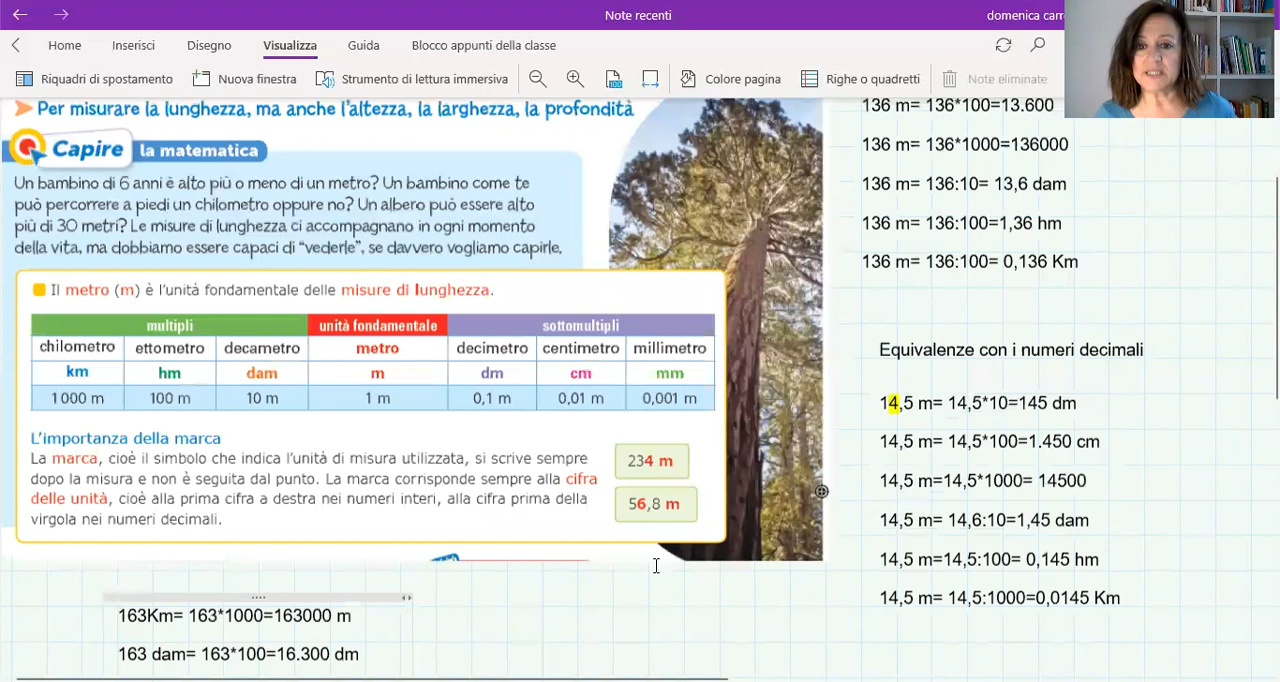 Note recenti
domenica carr
Home Inserisci Disegno Visualizza Guida Blocco appunti della classe
Riquadri di spostamento Nuova finestra Strumento di lettura immersiva Colore pagina Righe o quadretti Note eliminate
Per misurare la lunghezza, ma anche l'altezza, la larghezza, la profondità
Capire la matematica
Un bambino di 6 anni è alto più o meno di un metro? Un bambino come te
può percorrere a piedi un chilometro oppure no? Un albero può essere alto
più di 30 metri? Le misure di lunghezza ci accompagnano in ogni momento
della vita, ma dobbiamo essere capaci di "vederle", se davvero vogliamo capirle.
Il metro (m) è l'unità fondamentale delle misure di lunghezza.
multipli unità fondamentale sottomultipli
chilometro ettometro decametro metro decimetro centimetro millimetro
km hm dam m dm cm mm
1 000 m 100 m 10 m 1 m 0,1 m 0,01 m 0,001 m
L'importanza della marca
La marca, cioè il simbolo che indica l'unità di misura utilizzata, si scrive sempre
dopo la misura e non è seguita dal punto. La marca corrisponde sempre alla cifra
delle unità, cioè alla prima cifra a destra nei numeri interi, alla cifra prima della
virgola nei numeri decimali.
234 m
56,8 m
163Km= 163*1000=163000 m
163 dam= 163*100=16.300 dm
136 m= 136*100=13.600
136 m= 136*1000=136000
136 m= 136:10= 13,6 dam
136 m= 136:100=1,36 hm
136 m= 136:100= 0,136 Km
Equivalenze con i numeri decimali
14,5 m= 14,5*10=145 dm
14,5 m= 14,5*100=1.450 cm
14,5 m=14,5*1000= 14500
14,5 m= 14,6:10=1,45 dam
14,5 m=14,5:100= 0,145 hm
14,5 m= 14,5:1000=0,0145 Km